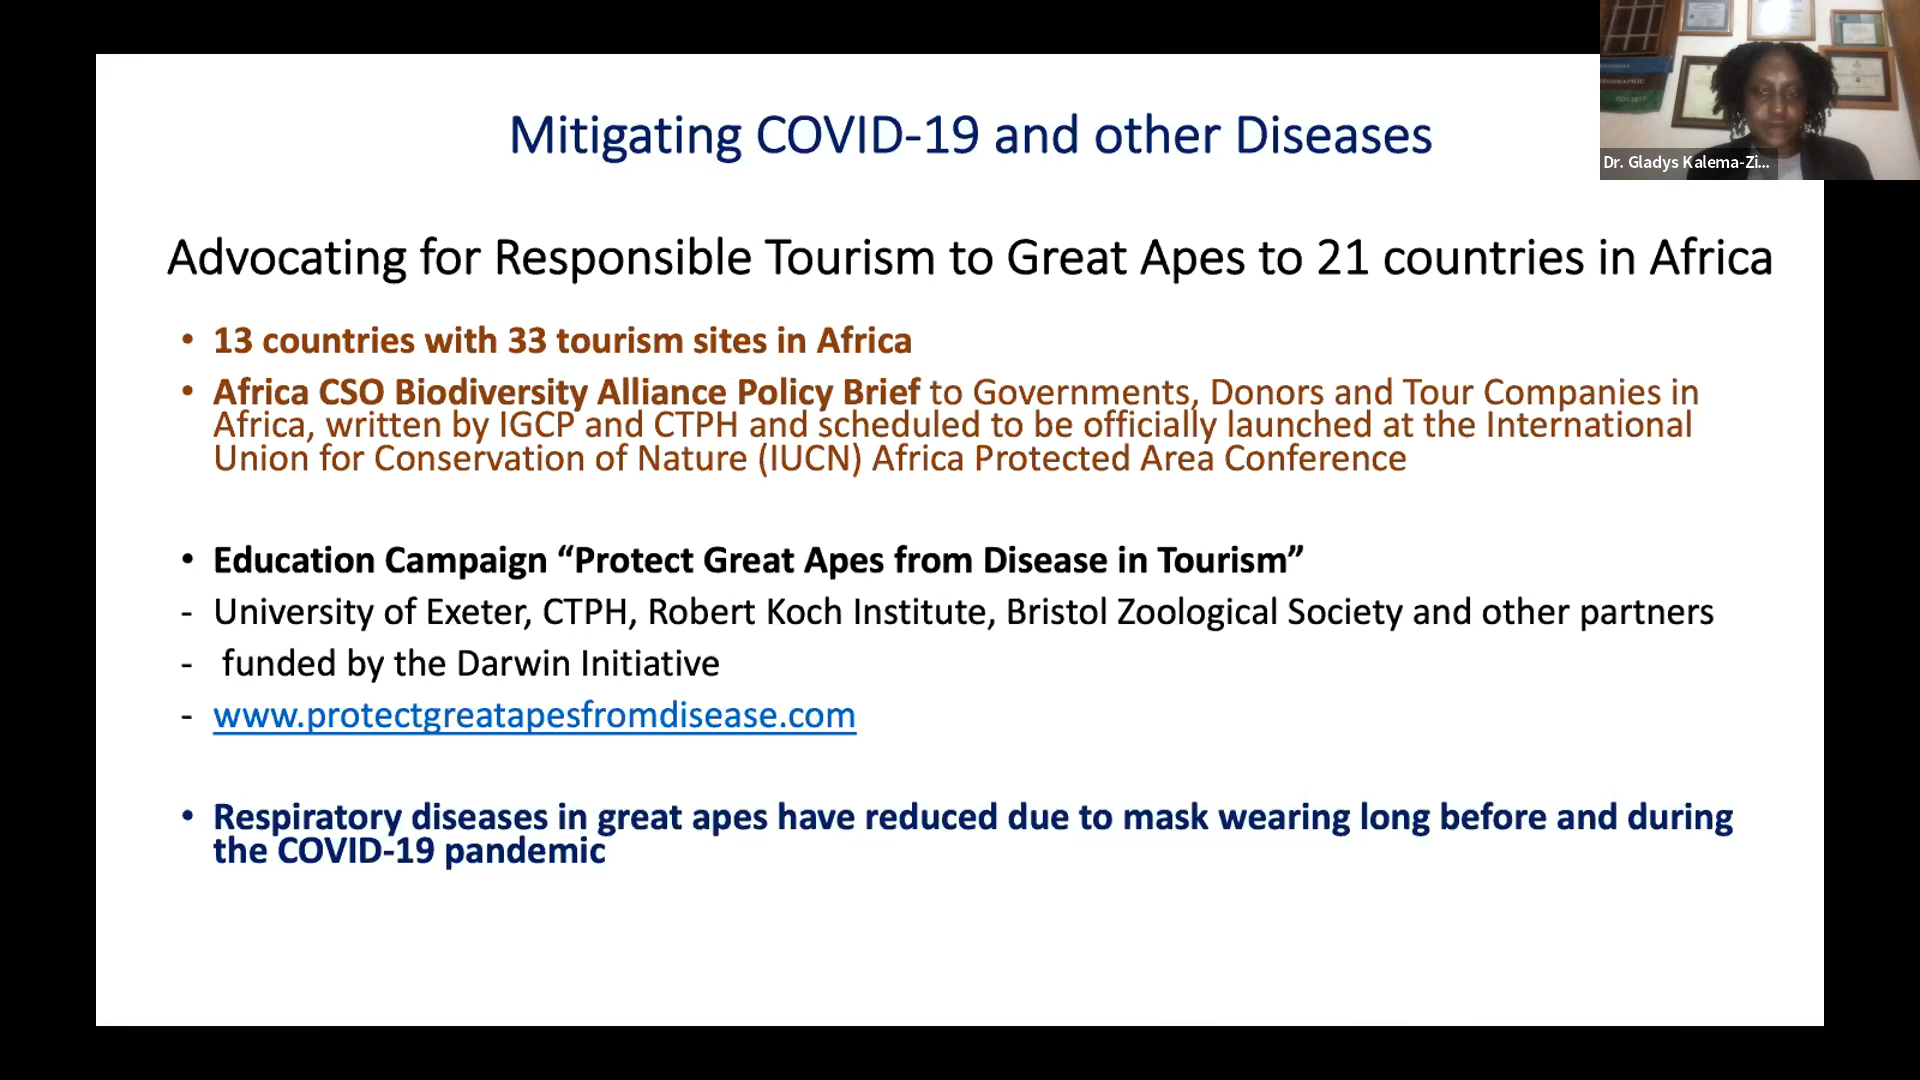 Mitigating COVID-19 and other Diseases
GEOGRAPHIC
SOCIETY
Dr. Gladys Kalema-Zi...
Advocating for Responsible Tourism to Great Apes to 21 countries in Africa
• 13 countries with 33 tourism sites in Africa
• Africa CSO Biodiversity Alliance Policy Brief to Governments, Donors and Tour Companies in
Africa, written by IGCP and CTPH and scheduled to be officially launched at the International
Union for Conservation of Nature (IUCN) Africa Protected Area Conference
• Education Campaign “Protect Great Apes from Disease in Tourism”
- University of Exeter, CTPH, Robert Koch Institute, Bristol Zoological Society and other partners
- funded by the Darwin Initiative
- www.protectgreatapesfromdisease.com
• Respiratory diseases in great apes have reduced due to mask wearing long before and during
the COVID-19 pandemic